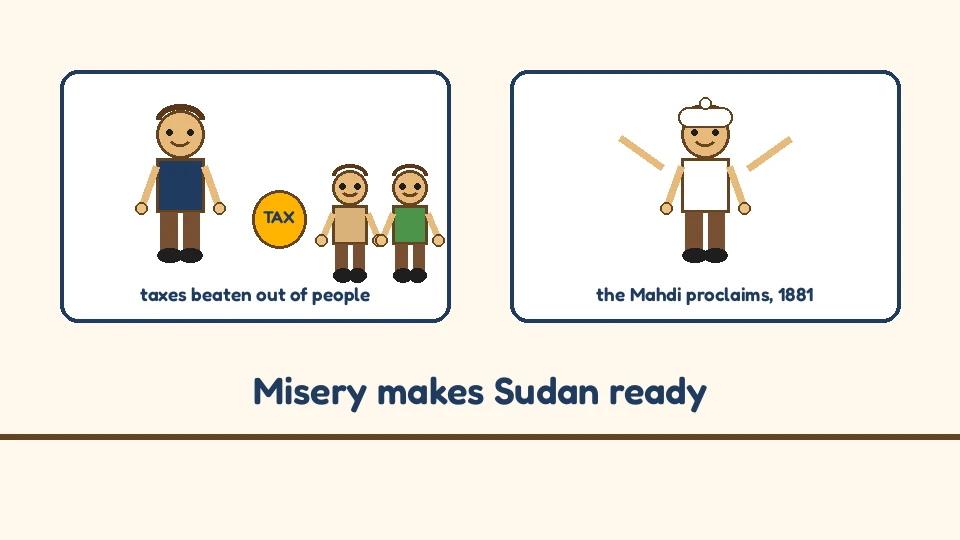 TAX
taxes beaten out of people
the Mahdi proclaims, 1881
Misery makes Sudan ready